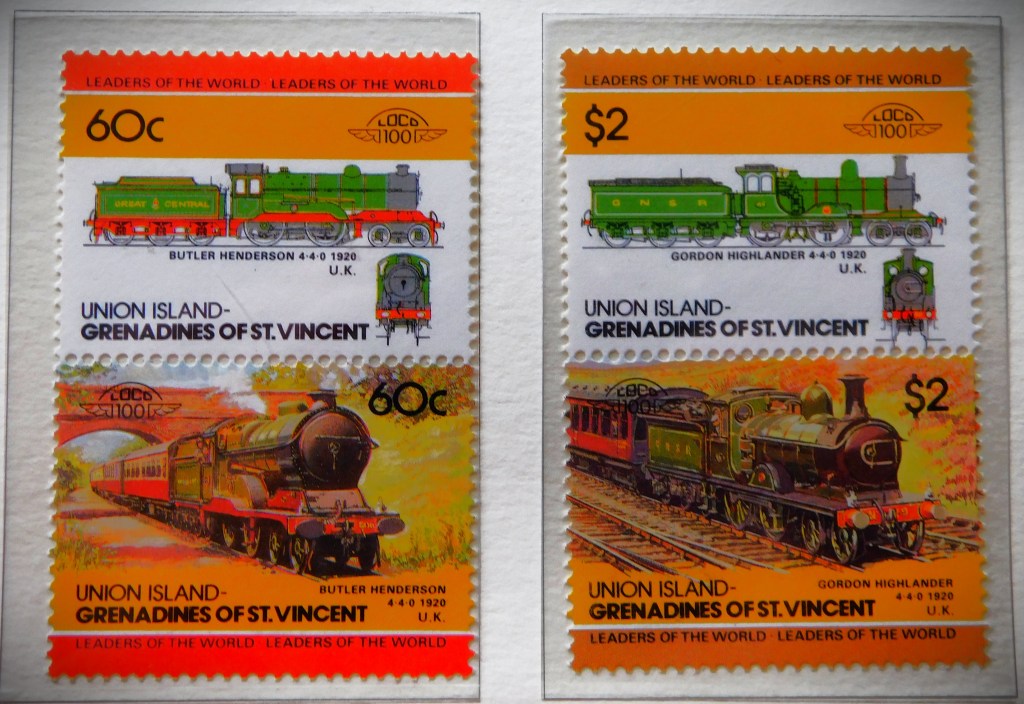 LEADERS OF THE WORLD · LEADERS OF THE WORLD
60c
LOCO
100
GREAT CENTRAL
BUTLER HENDERSON 4·4·0 1920
U.K.
UNION ISLAND-
GRENADINES OF ST. VINCENT
LOCO
100
60c
UNION ISLAND-
GRENADINES OF ST. VINCENT
BUTLER HENDERSON
4·4·0 1920
U.K.
LEADERS OF THE WORLD · LEADERS OF THE WORLD
LEADERS OF THE WORLD · LEADERS OF THE WORLD
$2
LOCO
100
G N S R
GORDON HIGHLANDER 4·4·0 1920
U.K.
UNION ISLAND-
GRENADINES OF ST. VINCENT
LOCO
100
$2
UNION ISLAND-
GRENADINES OF ST. VINCENT
GORDON HIGHLANDER
4·4·0 1920
U.K.
LEADERS OF THE WORLD · LEADERS OF THE WORLD